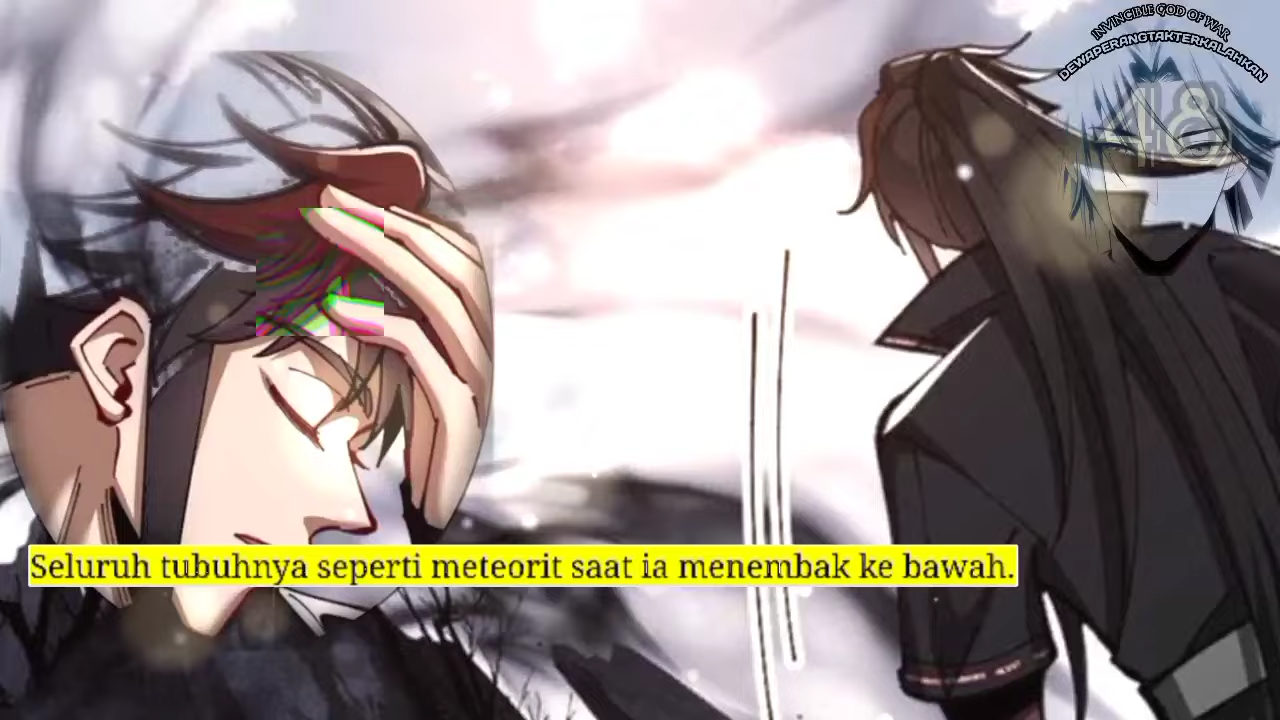 INVINCIBLE GOD OF WAR
DEWAPERANGTAKTERKALAHKAN
48
Seluruh tubuhnya seperti meteorit saat ia menembak ke bawah.